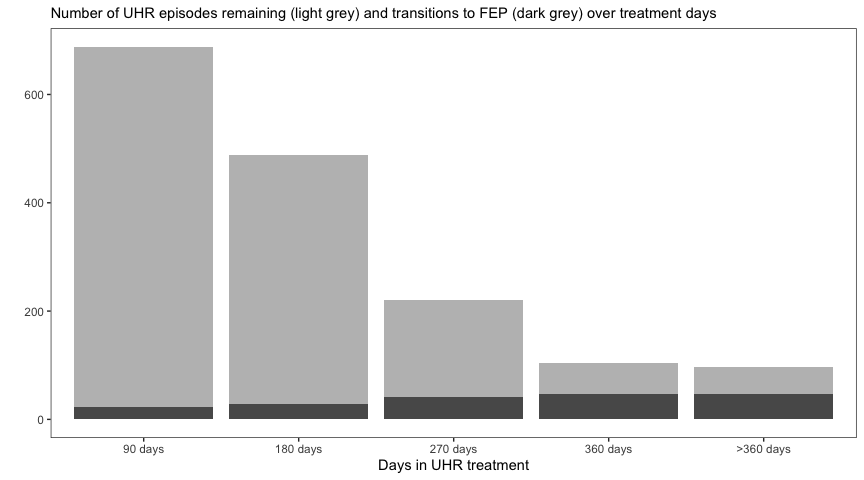 Number of UHR episodes remaining (light grey) and transitions to FEP (dark grey) over treatment days
600
400
200
0
90 days 180 days 270 days 360 days >360 days
Days in UHR treatment